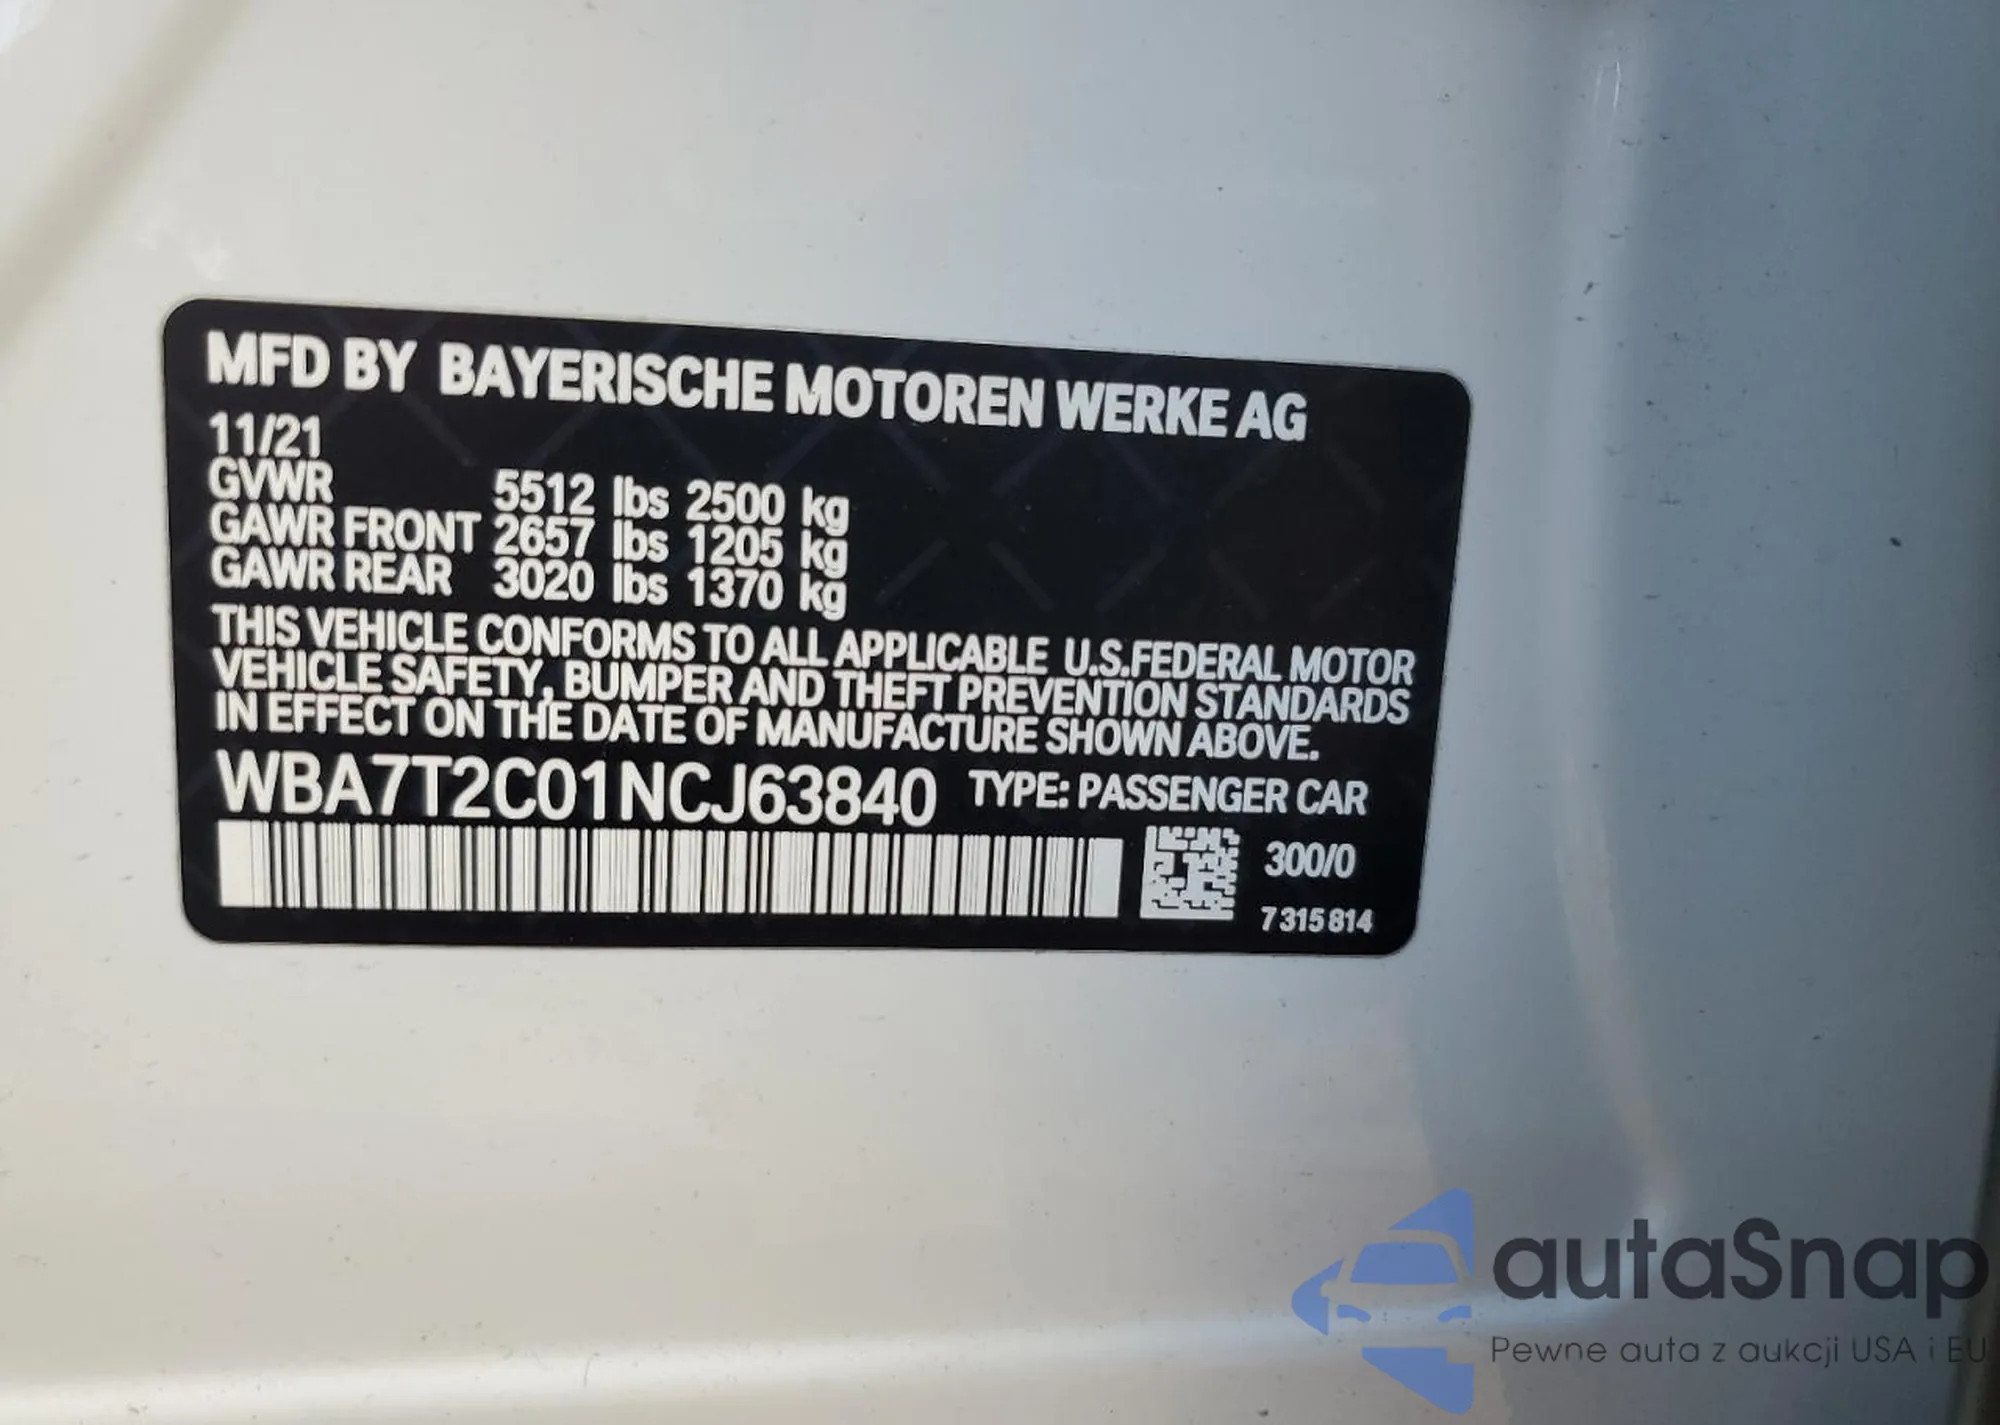 MFD BY BAYERISCHE MOTOREN WERKE AG
11/21
GVWR 5512 lbs 2500 kg
GAWR FRONT 2657 lbs 1205 kg
GAWR REAR 3020 lbs 1370 kg
THIS VEHICLE CONFORMS TO ALL APPLICABLE U.S.FEDERAL MOTOR
VEHICLE SAFETY, BUMPER AND THEFT PREVENTION STANDARDS
IN EFFECT ON THE DATE OF MANUFACTURE SHOWN ABOVE.
WBA7T2C01NCJ63840 TYPE: PASSENGER CAR
300/0
7 315 814
autaSnap
Pewne auta z aukcji USA i EU